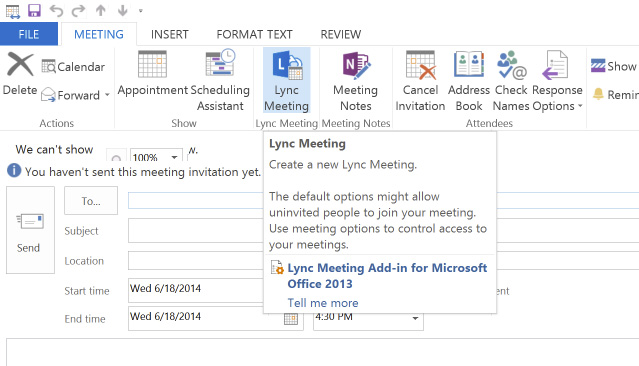 FILE MEETING INSERT FORMAT TEXT REVIEW
Delete
Calendar
Forward
Appointment
Scheduling
Assistant
Lync
Meeting
Meeting
Notes
Cancel
Invitation
Address
Book
Check
Names
Response
Options
Show
Remin
Actions Show Lync Meeting Meeting Notes Attendees
We can't show w.
100%
You haven't sent this meeting invitation yet.
Send
To...
Subject
Location
Start time Wed 6/18/2014
End time Wed 6/18/2014 4:30 PM
Lync Meeting
Create a new Lync Meeting.
The default options might allow
uninvited people to join your meeting.
Use meeting options to control access to
your meetings.
Lync Meeting Add-in for Microsoft
Office 2013
Tell me more
ent